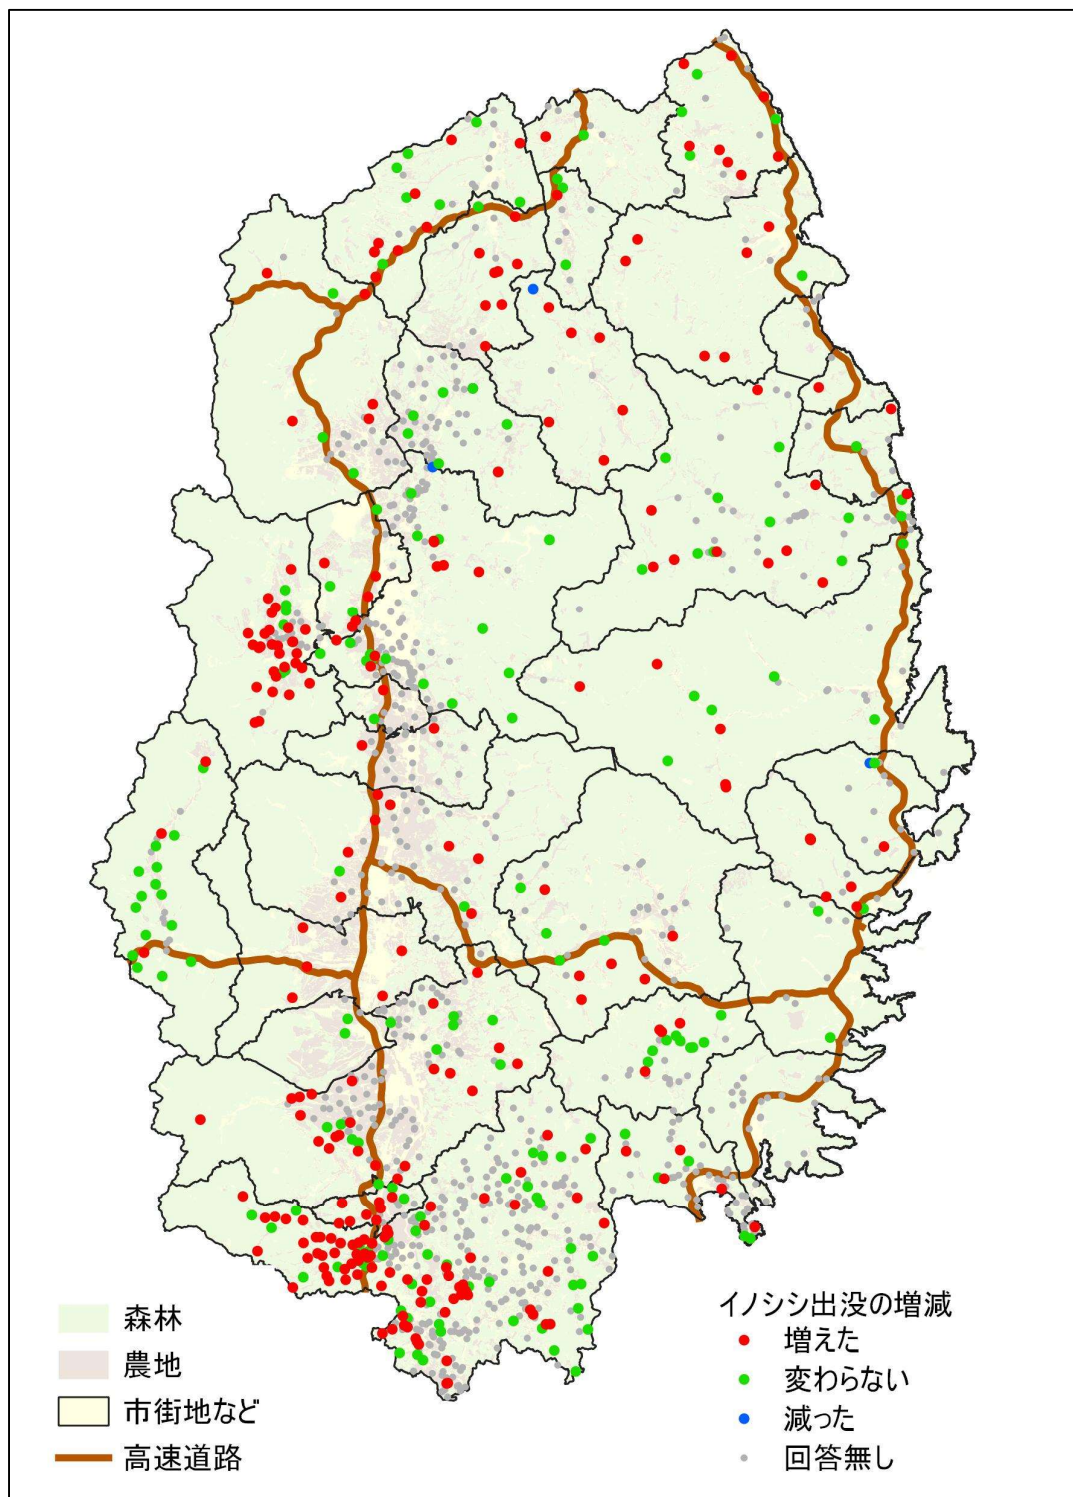 森林
農地
市街地など
高速道路
イノシシ出没の増減
増えた
変わらない
減った
回答無し